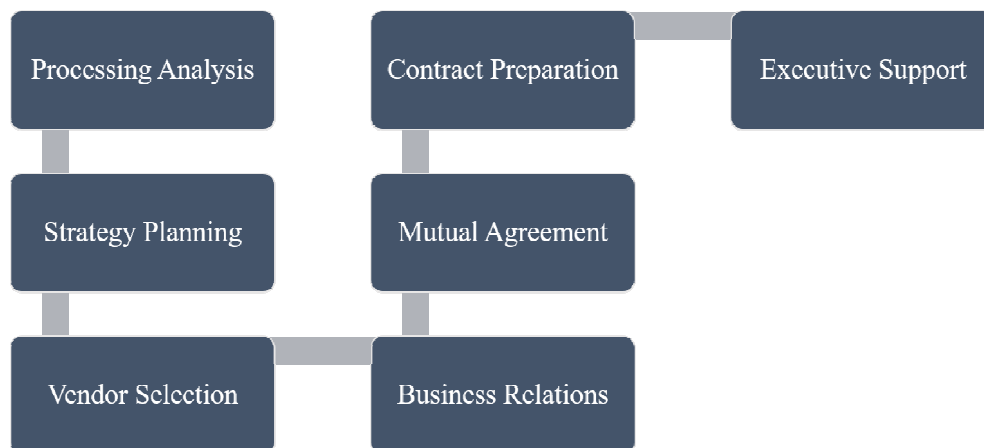 Processing Analysis
Contract Preparation
Executive Support
Strategy Planning
Mutual Agreement
Vendor Selection
Business Relations